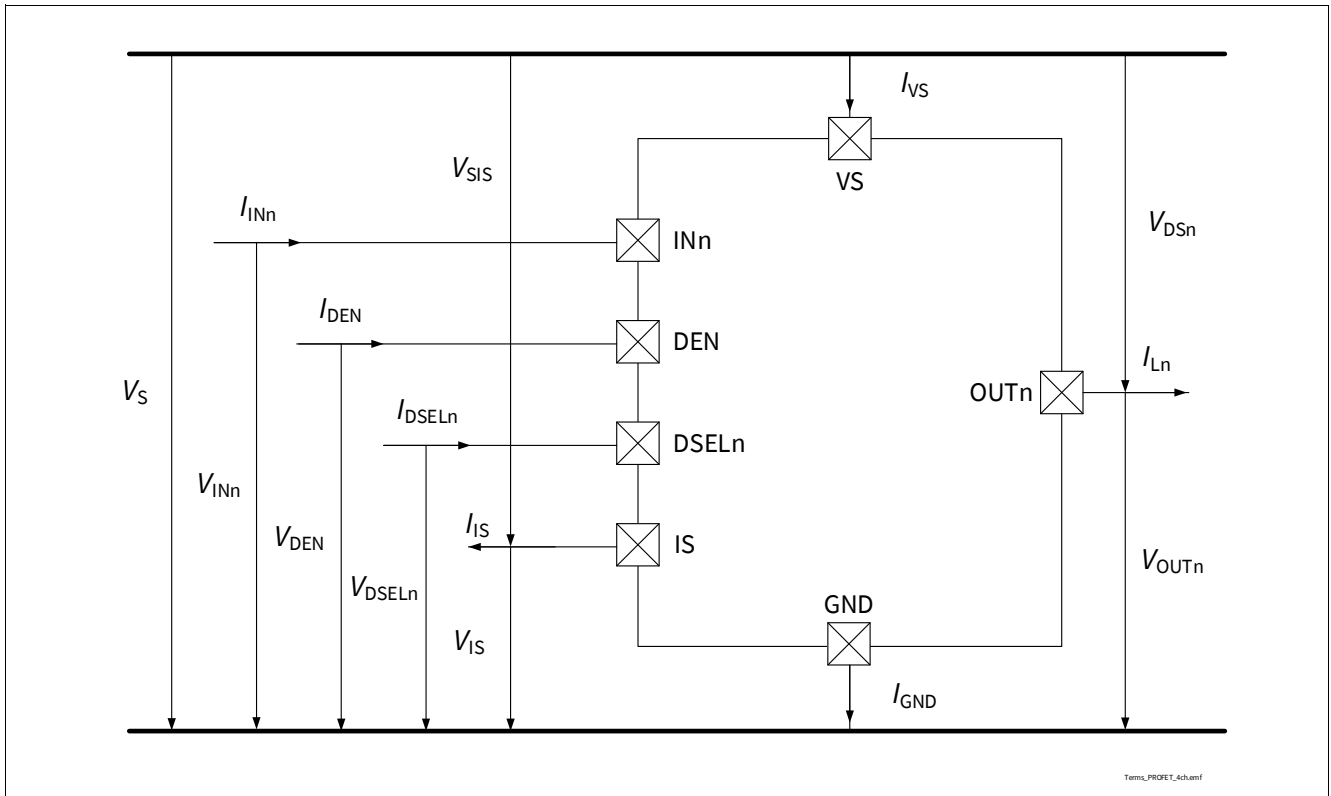 I_VS
VS
V_SIS
V_DSn
I_INn
INn
I_DEN
DEN
I_Ln
OUTn
V_S
I_DSELn
DSELn
V_INn
I_IS
IS
V_DEN
V_OUTn
V_DSELn
GND
V_IS
I_GND
Terms_PROFET_4ch.emf